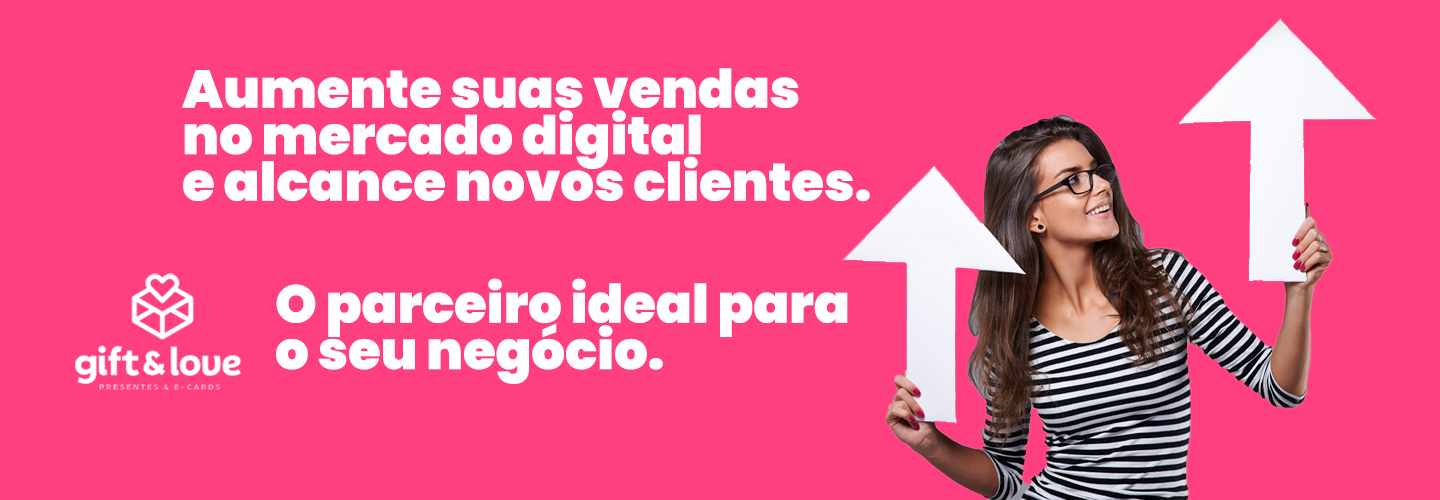 Aumente suas vendas
no mercado digital
e alcance novos clientes.
O parceiro ideal para
o seu negócio.
gift & love
PRESENTES & E-CARDS